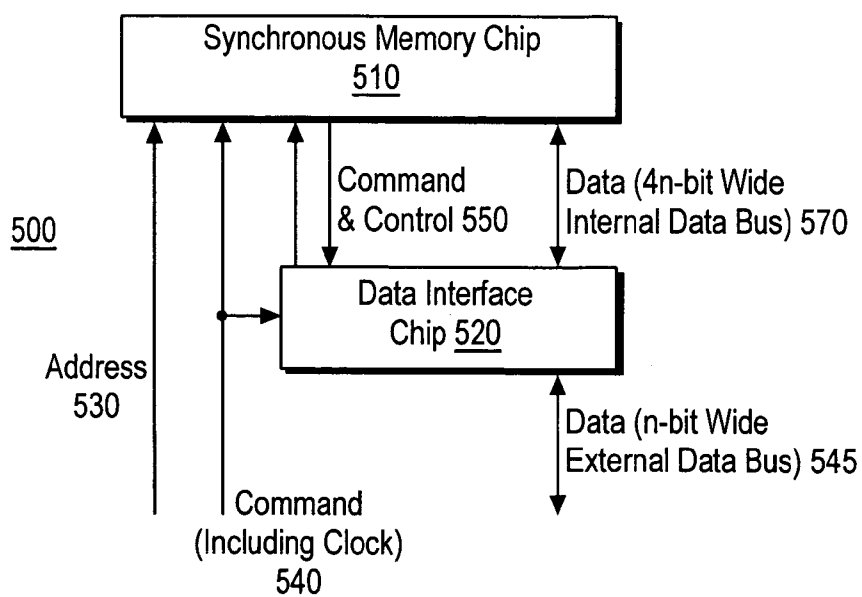 Synchronous Memory Chip
510
Command
& Control 550
Data (4n-bit Wide
Internal Data Bus) 570
500
Data Interface
Chip 520
Address
530
Data (n-bit Wide
External Data Bus) 545
Command
(Including Clock)
540